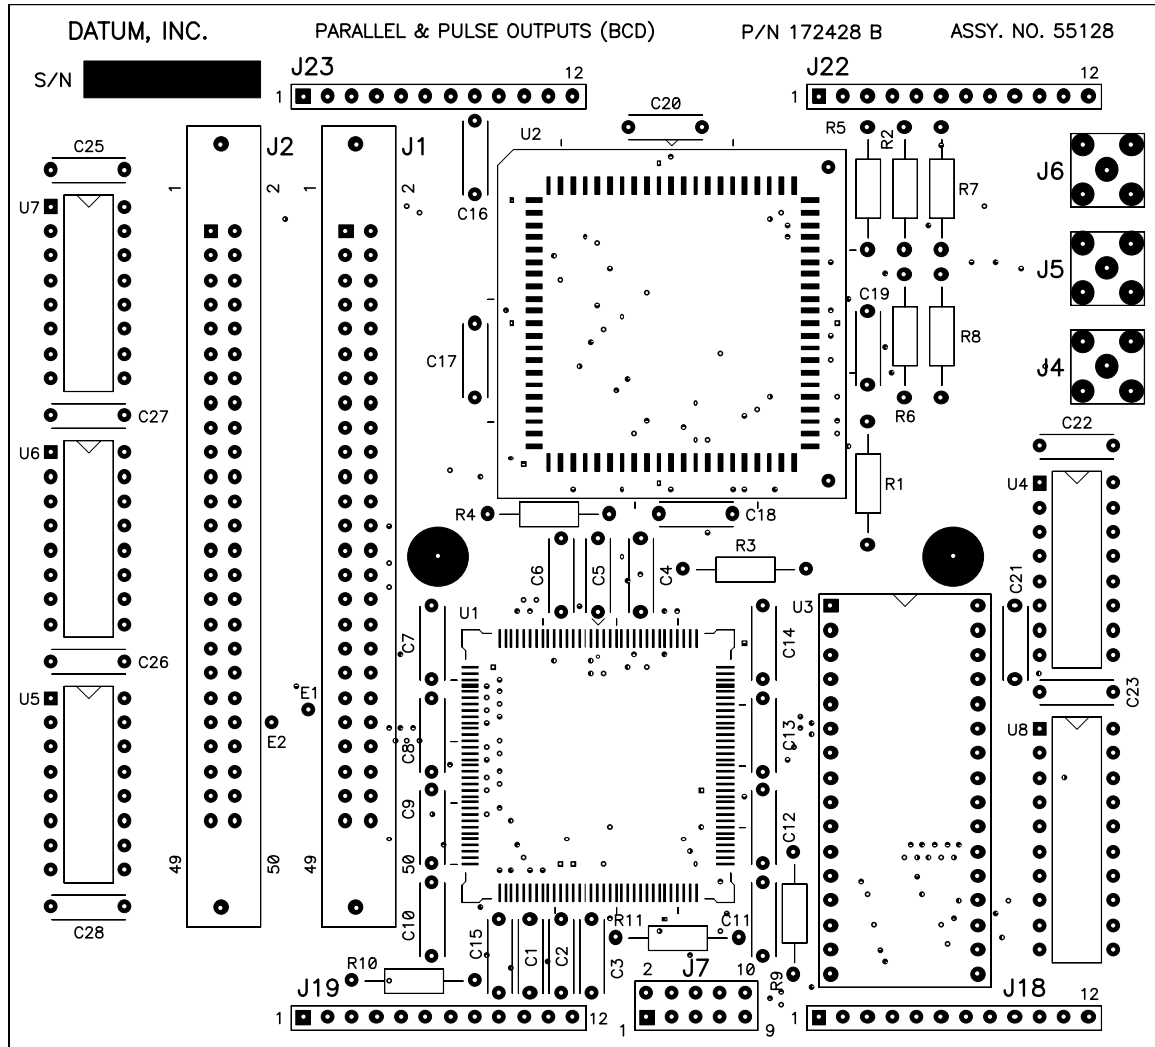 DATUM, INC. PARALLEL & PULSE OUTPUTS (BCD) P/N 172428 B ASSY. NO. 55128
S/N
J23
1 12
J22
1 12
C20
U2
R5
R2
R7
J6
J5
J4
C25
U7
J2
1 2
J1
1 2
C16
C17
C19
R8
R6
C27
C22
U6
U4
R1
R4
C18
C6
C5
C4
R3
U1
U3
C21
C7
C14
C26
C23
U5
E1
E2
U8
C8
C13
C9
C12
49 50
49 50
C10
C28
C15
C1
C2
C3
R11
C11
R10
R9
J7
2 10
1 9
J19
1 12
J18
1 12